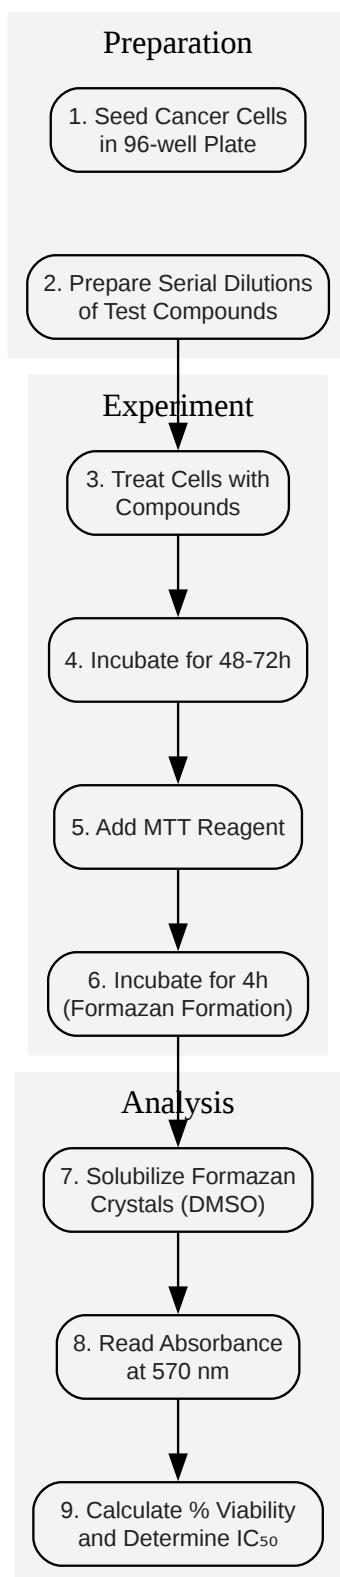 Preparation
1. Seed Cancer Cells
in 96-well Plate
2. Prepare Serial Dilutions
of Test Compounds
Experiment
3. Treat Cells with
Compounds
4. Incubate for 48-72h
5. Add MTT Reagent
6. Incubate for 4h
(Formazan Formation)
Analysis
7. Solubilize Formazan
Crystals (DMSO)
8. Read Absorbance
at 570 nm
9. Calculate % Viability
and Determine IC₅₀